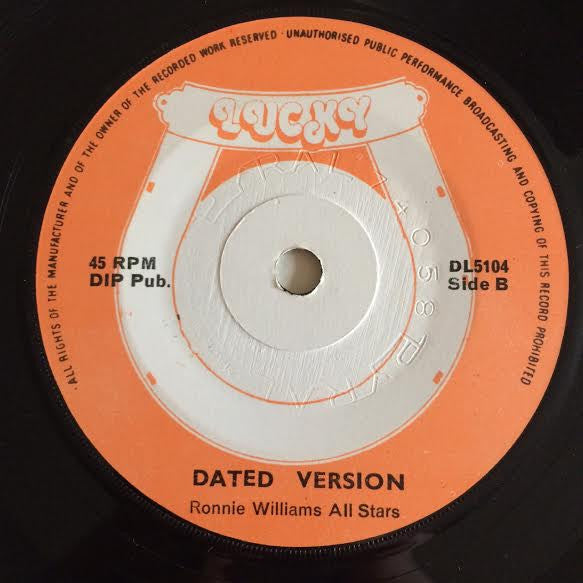 ALL RIGHTS OF THE MANUFACTURER AND OF THE OWNER OF THE RECORDED WORK RESERVED · UNAUTHORISED PUBLIC PERFORMANCE BROADCASTING AND COPYING OF THIS RECORD PROHIBITED
LUCKY
45 RPM
DIP Pub.
DL5104
Side B
DATED VERSION
Ronnie Williams All Stars